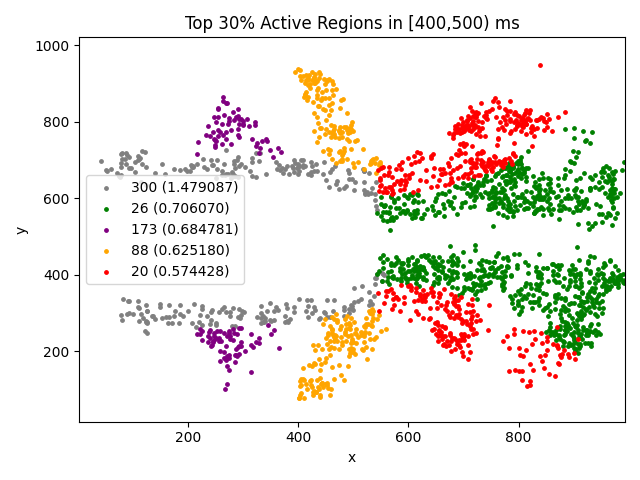 Top 30% Active Regions in [400,500) ms
1000
800
600
400
200
y
300 (1.479087)
26 (0.706070)
173 (0.684781)
88 (0.625180)
20 (0.574428)
200 400 600 800
x